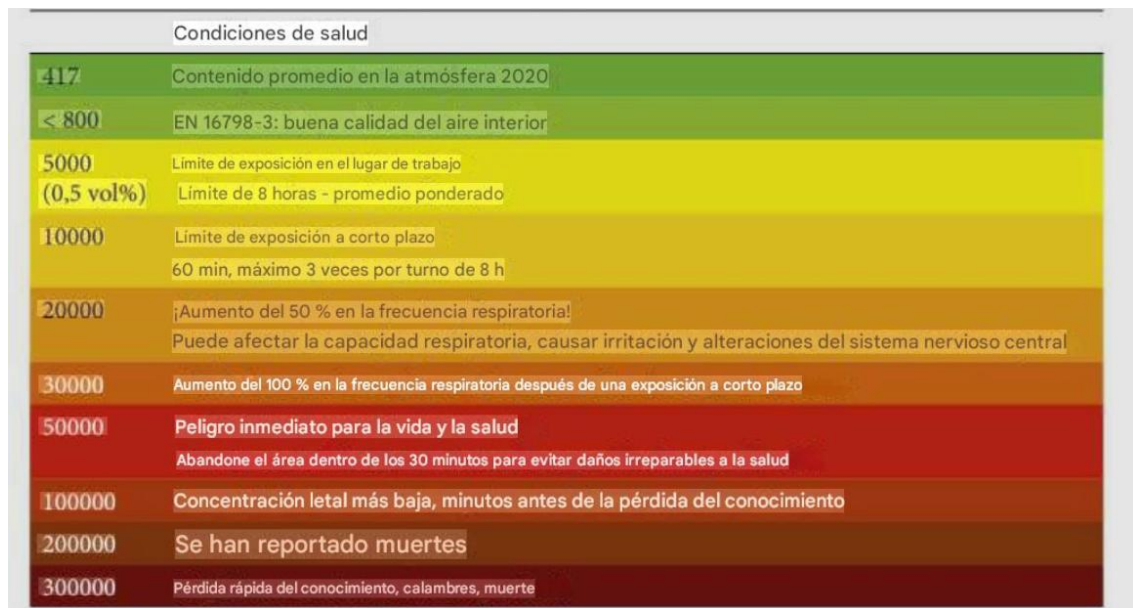 Condiciones de salud
417 Contenido promedio en la atmósfera 2020
< 800 EN 16798-3: buena calidad del aire interior
5000 Límite de exposición en el lugar de trabajo
(0,5 vol%) Límite de 8 horas - promedio ponderado
10000 Límite de exposición a corto plazo
60 min, máximo 3 veces por turno de 8 h
20000 ¡Aumento del 50 % en la frecuencia respiratoria!
Puede afectar la capacidad respiratoria, causar irritación y alteraciones del sistema nervioso central
30000 Aumento del 100 % en la frecuencia respiratoria después de una exposición a corto plazo
50000 Peligro inmediato para la vida y la salud
Abandone el área dentro de los 30 minutos para evitar daños irreparables a la salud
100000 Concentración letal más baja, minutos antes de la pérdida del conocimiento
200000 Se han reportado muertes
300000 Pérdida rápida del conocimiento, calambres, muerte